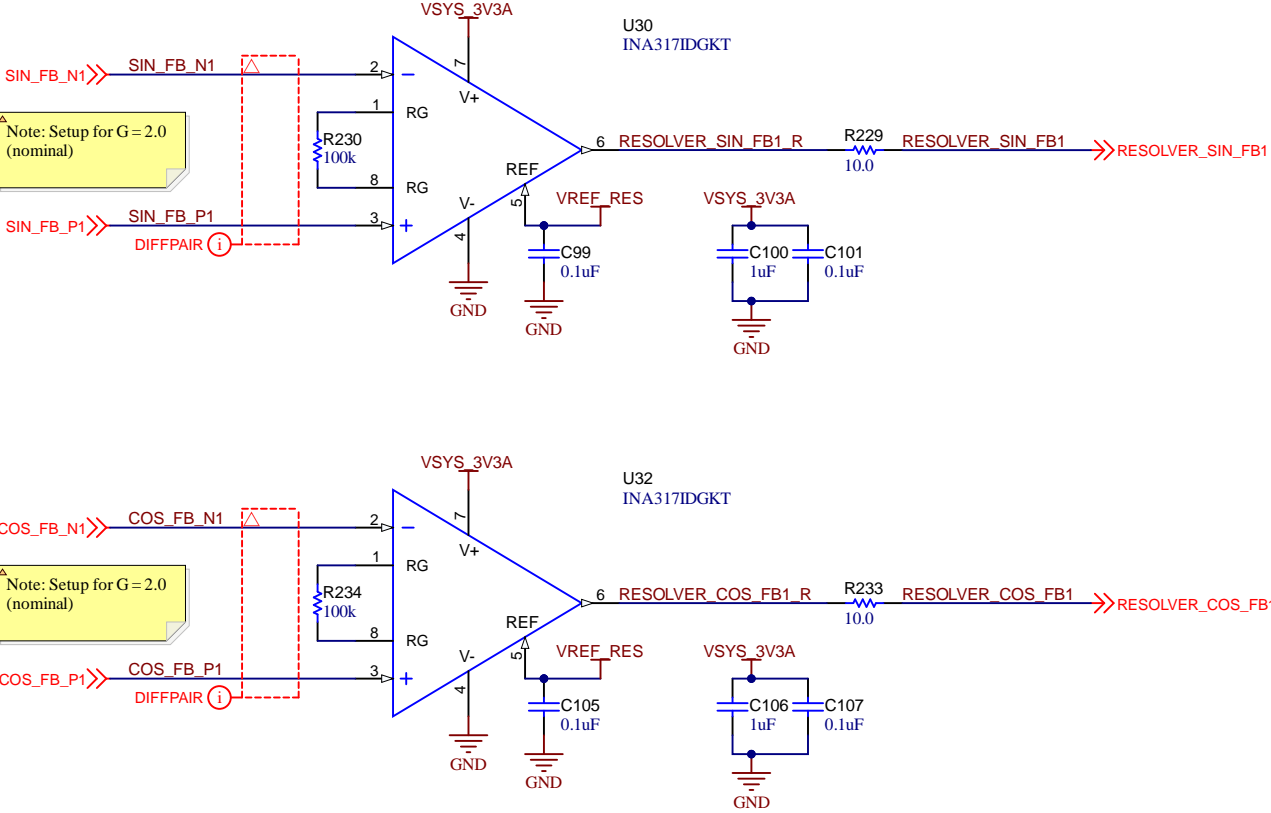 VSYS_3V3A
U30
INA317IDGKT
SIN_FB_N1
SIN_FB_N1
2
7
V+
1
RG
Note: Setup for G = 2.0
(nominal)
R230
100k
6
RESOLVER_SIN_FB1_R
R229
10.0
RESOLVER_SIN_FB1
RESOLVER_SIN_FB1
REF
8
RG
5
VREF_RES
VSYS_3V3A
V-
SIN_FB_P1
SIN_FB_P1
3
4
DIFFPAIR
i
C99
0.1uF
C100
1uF
C101
0.1uF
GND
GND
GND
VSYS_3V3A
U32
INA317IDGKT
COS_FB_N1
COS_FB_N1
2
7
V+
1
RG
Note: Setup for G = 2.0
(nominal)
R234
100k
6
RESOLVER_COS_FB1_R
R233
10.0
RESOLVER_COS_FB1
RESOLVER_COS_FB1
REF
8
RG
5
VREF_RES
VSYS_3V3A
V-
COS_FB_P1
COS_FB_P1
3
4
DIFFPAIR
i
C105
0.1uF
C106
1uF
C107
0.1uF
GND
GND
GND